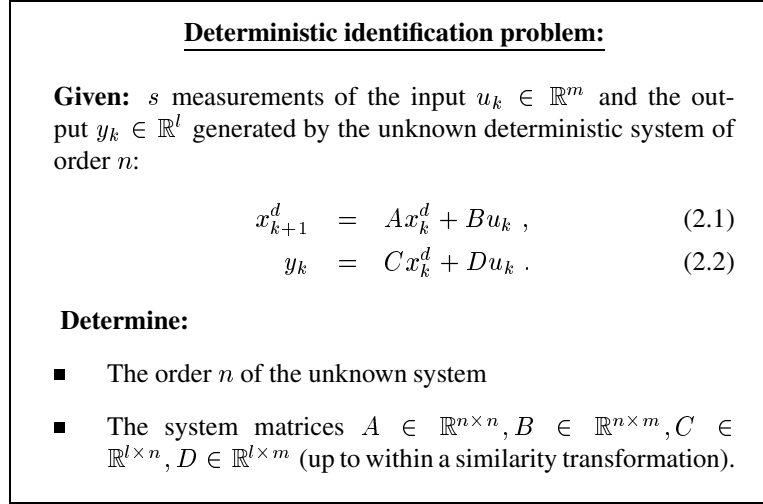 Deterministic identification problem:
Given: s measurements of the input u_k ∈ ℝ^m and the out-
put y_k ∈ ℝ^l generated by the unknown deterministic system of
order n:
x^d_{k+1} = Ax^d_k + Bu_k , (2.1)
y_k = Cx^d_k + Du_k . (2.2)
Determine:
■ The order n of the unknown system
■ The system matrices A ∈ ℝ^{n×n}, B ∈ ℝ^{n×m}, C ∈
ℝ^{l×n}, D ∈ ℝ^{l×m} (up to within a similarity transformation).